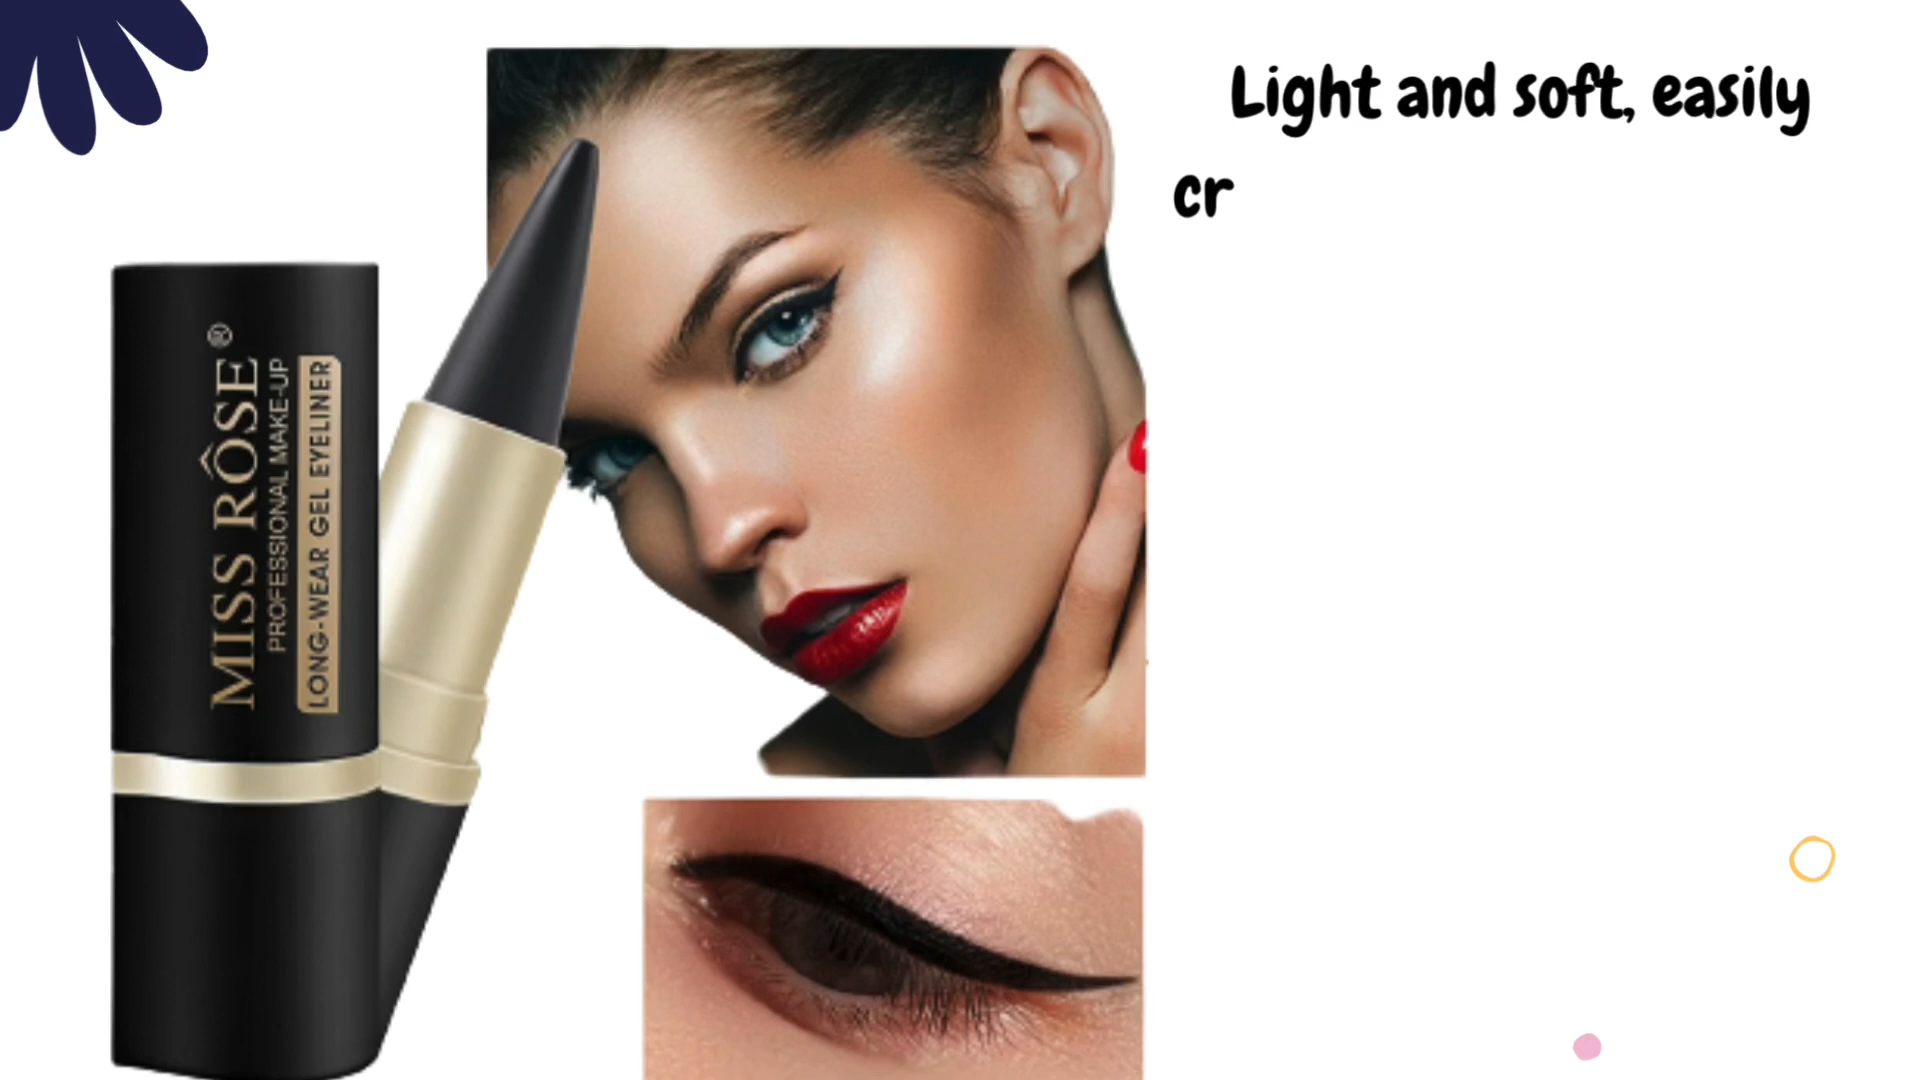 Light and soft, easily
cr
MISS RÔSE®
PROFESSIONAL MAKE-UP
LONG-WEAR GEL EYELINER